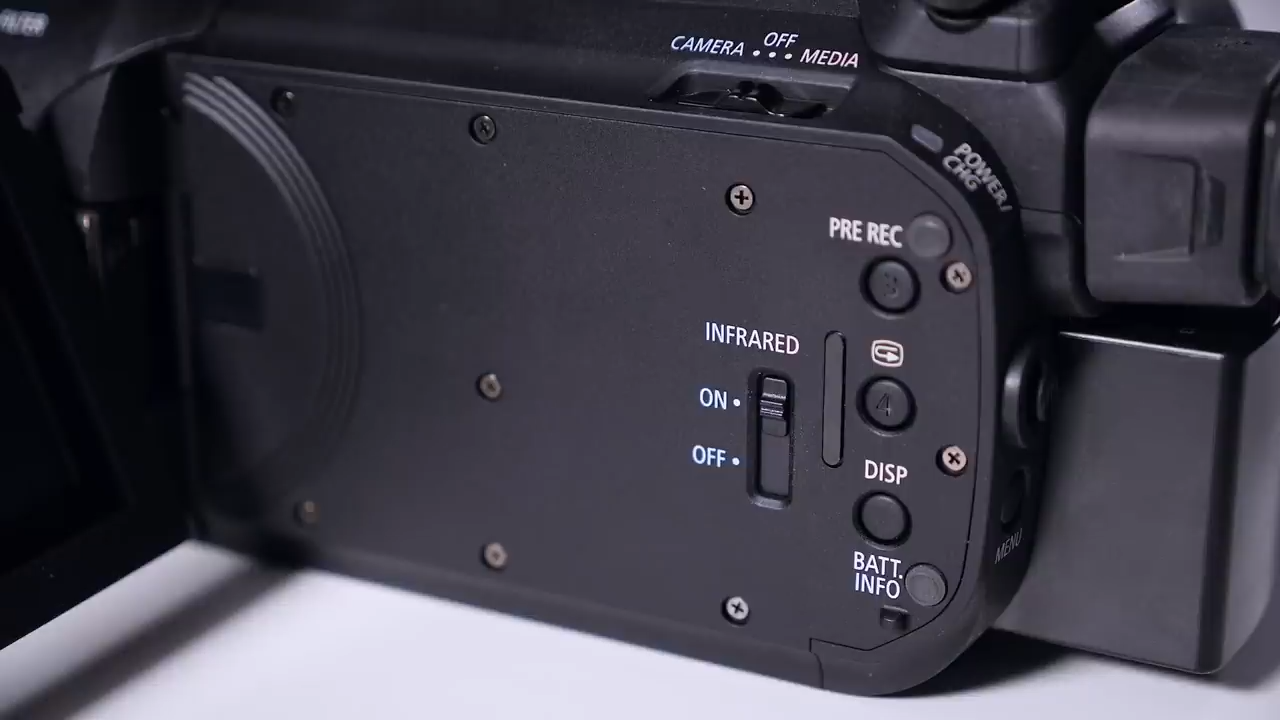 CAMERA
OFF
MEDIA
POWER/
CHG
PRE REC
3
INFRARED
ON
4
OFF
DISP
MENU
BATT.
INFO